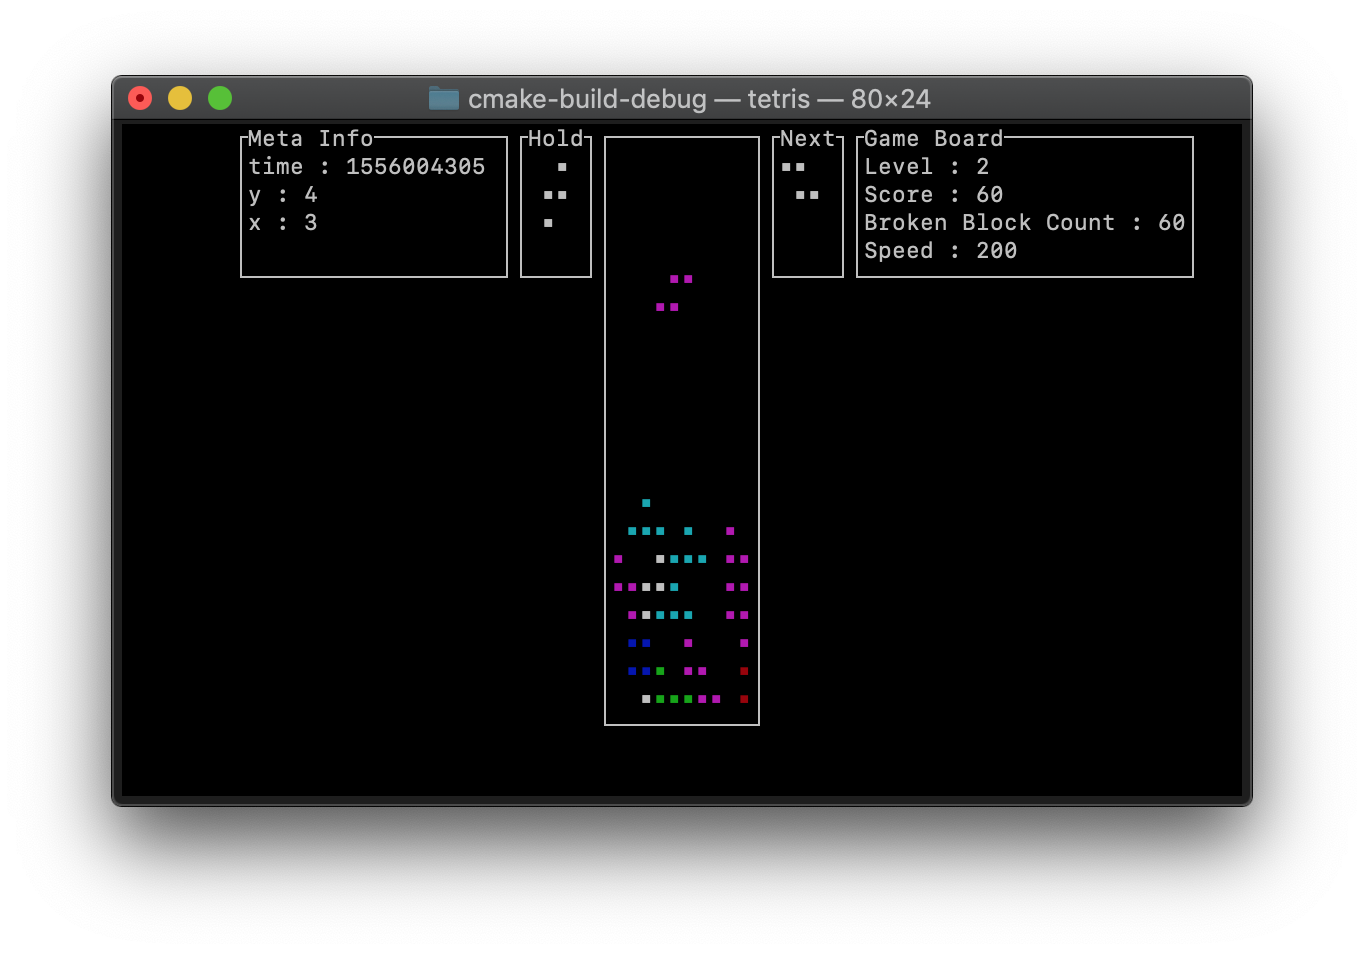 cmake-build-debug — tetris — 80×24
Meta Info
time : 1556004305
y : 4
x : 3
Hold
Next
Game Board
Level : 2
Score : 60
Broken Block Count : 60
Speed : 200